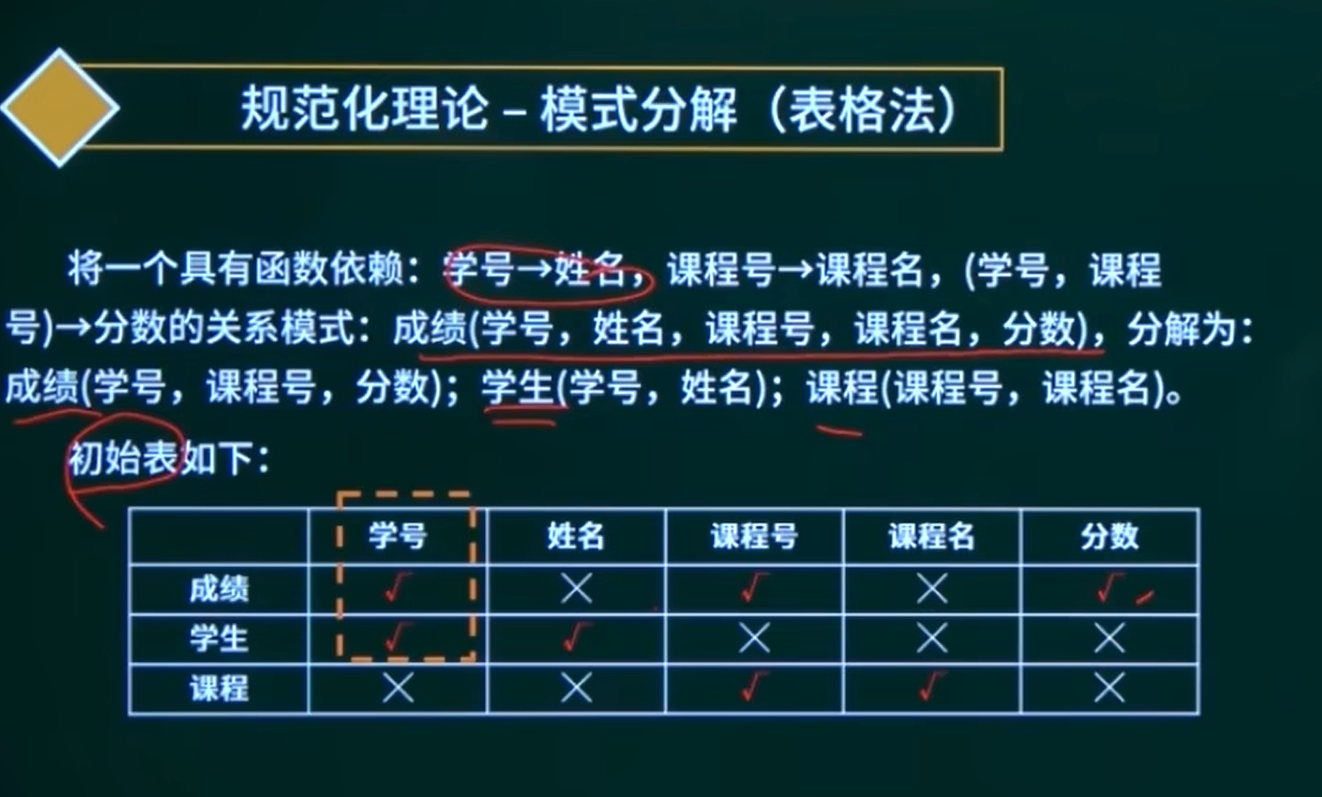 规范化理论 – 模式分解（表格法）
将一个具有函数依赖：学号→姓名，课程号→课程名，(学号，课程
号)→分数的关系模式：成绩(学号，姓名，课程号，课程名，分数)，分解为：
成绩(学号，课程号，分数)；学生(学号，姓名)；课程(课程号，课程名)。
初始表如下：
学号 姓名 课程号 课程名 分数
成绩 √ × √ × √
学生 √ √ × × ×
课程 × × √ √ ×